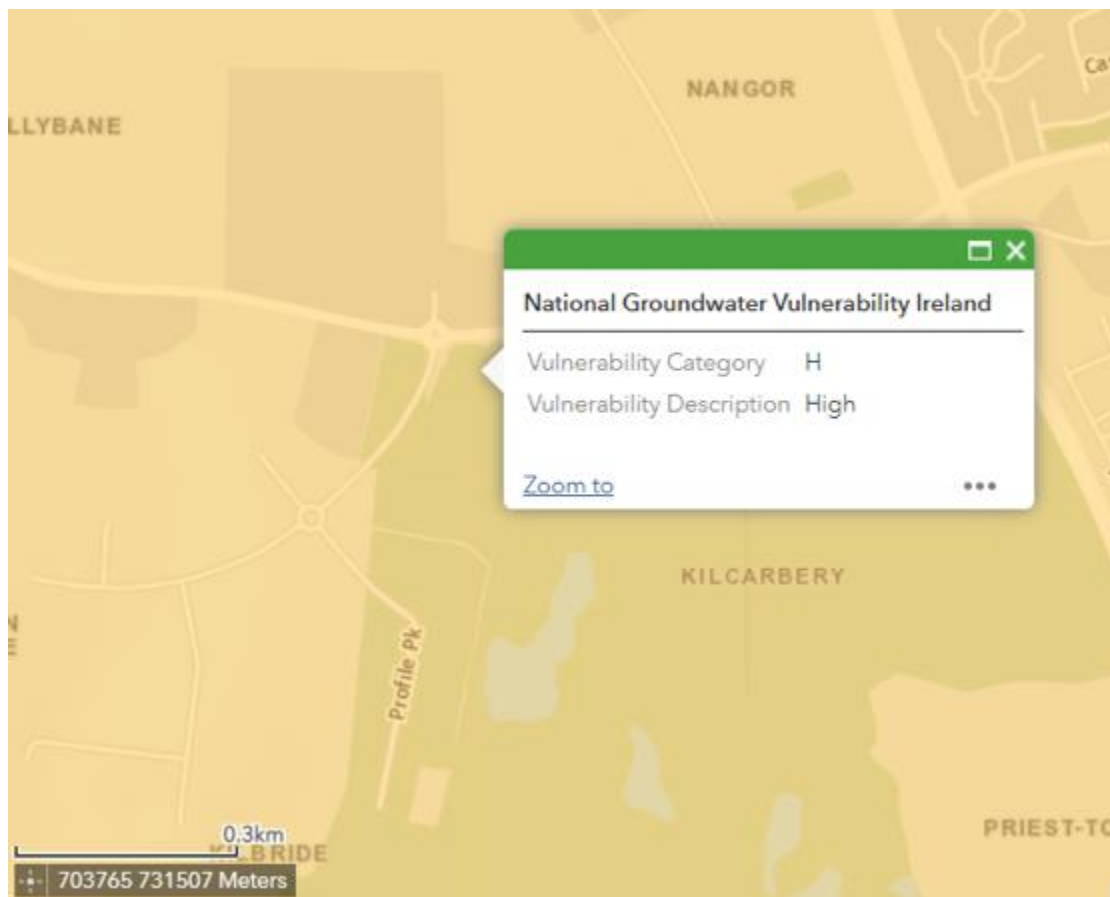 NANGOR
LLYBANE
National Groundwater Vulnerability Ireland
Vulnerability Category H
Vulnerability Description High
Zoom to
KILCARBERY
Profile Pk
PRIEST-TO
0.3km
KILBRIDE
703765 731507 Meters